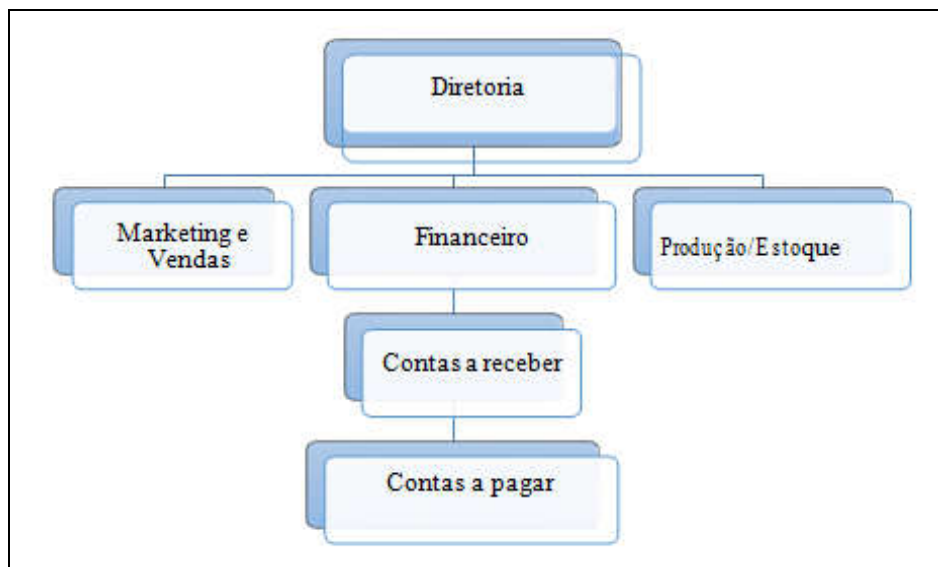 Diretoria
Marketing e
Vendas
Financeiro
Produção/Estoque
Contas a receber
Contas a pagar